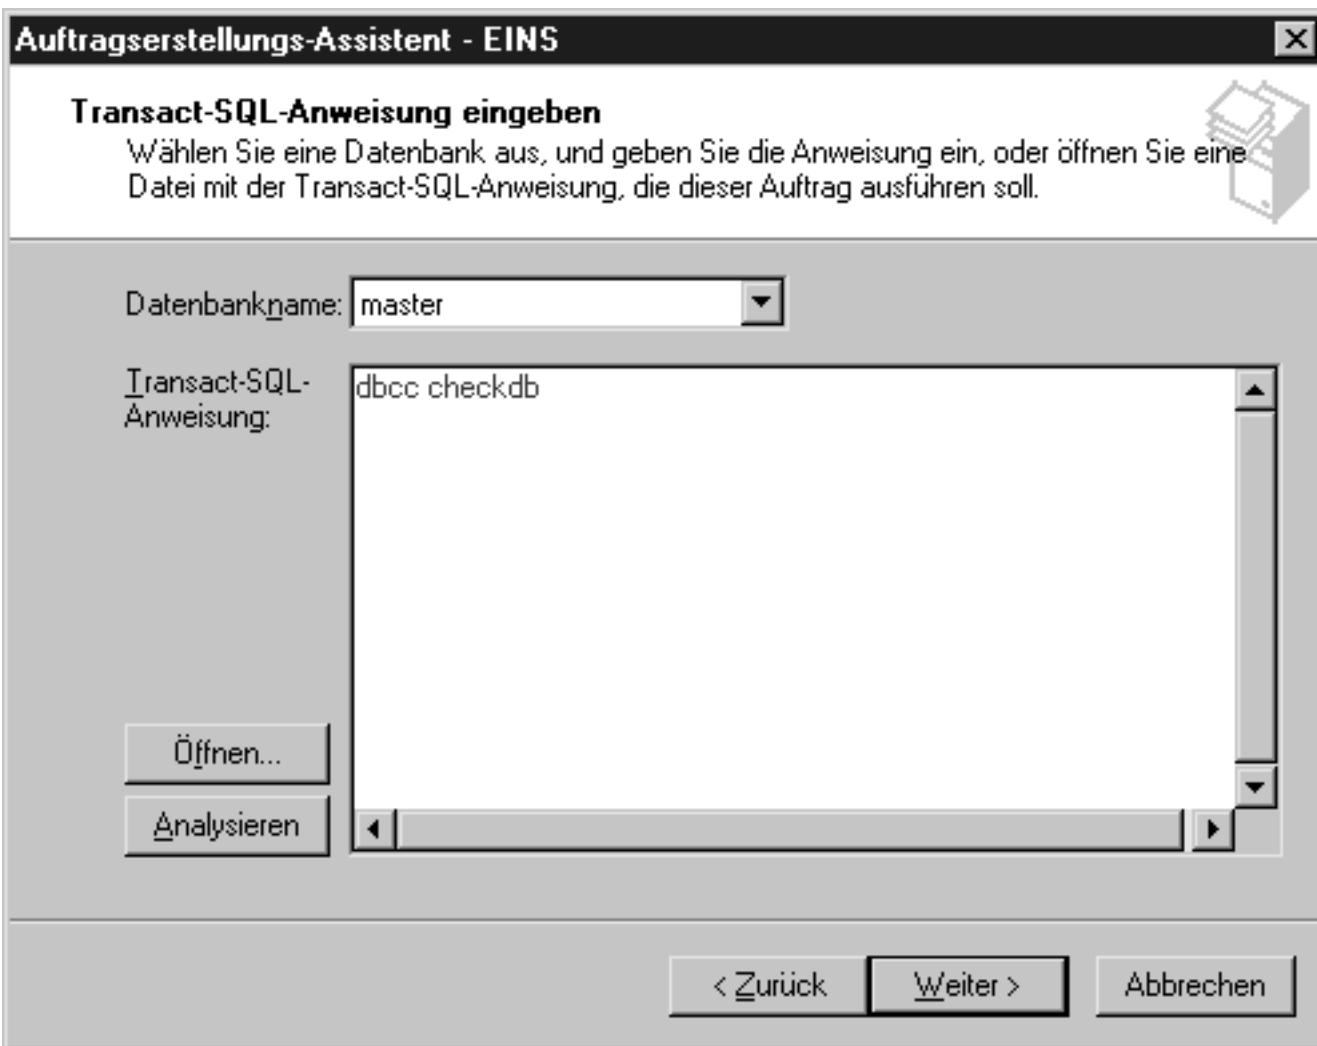 Auftragserstellungs-Assistent - EINS
Transact-SQL-Anweisung eingeben
Wählen Sie eine Datenbank aus, und geben Sie die Anweisung ein, oder öffnen Sie eine
Datei mit der Transact-SQL-Anweisung, die dieser Auftrag ausführen soll.
Datenbankname: master
Transact-SQL-
Anweisung:
dbcc checkdb
Öffnen...
Analysieren
< Zurück Weiter > Abbrechen